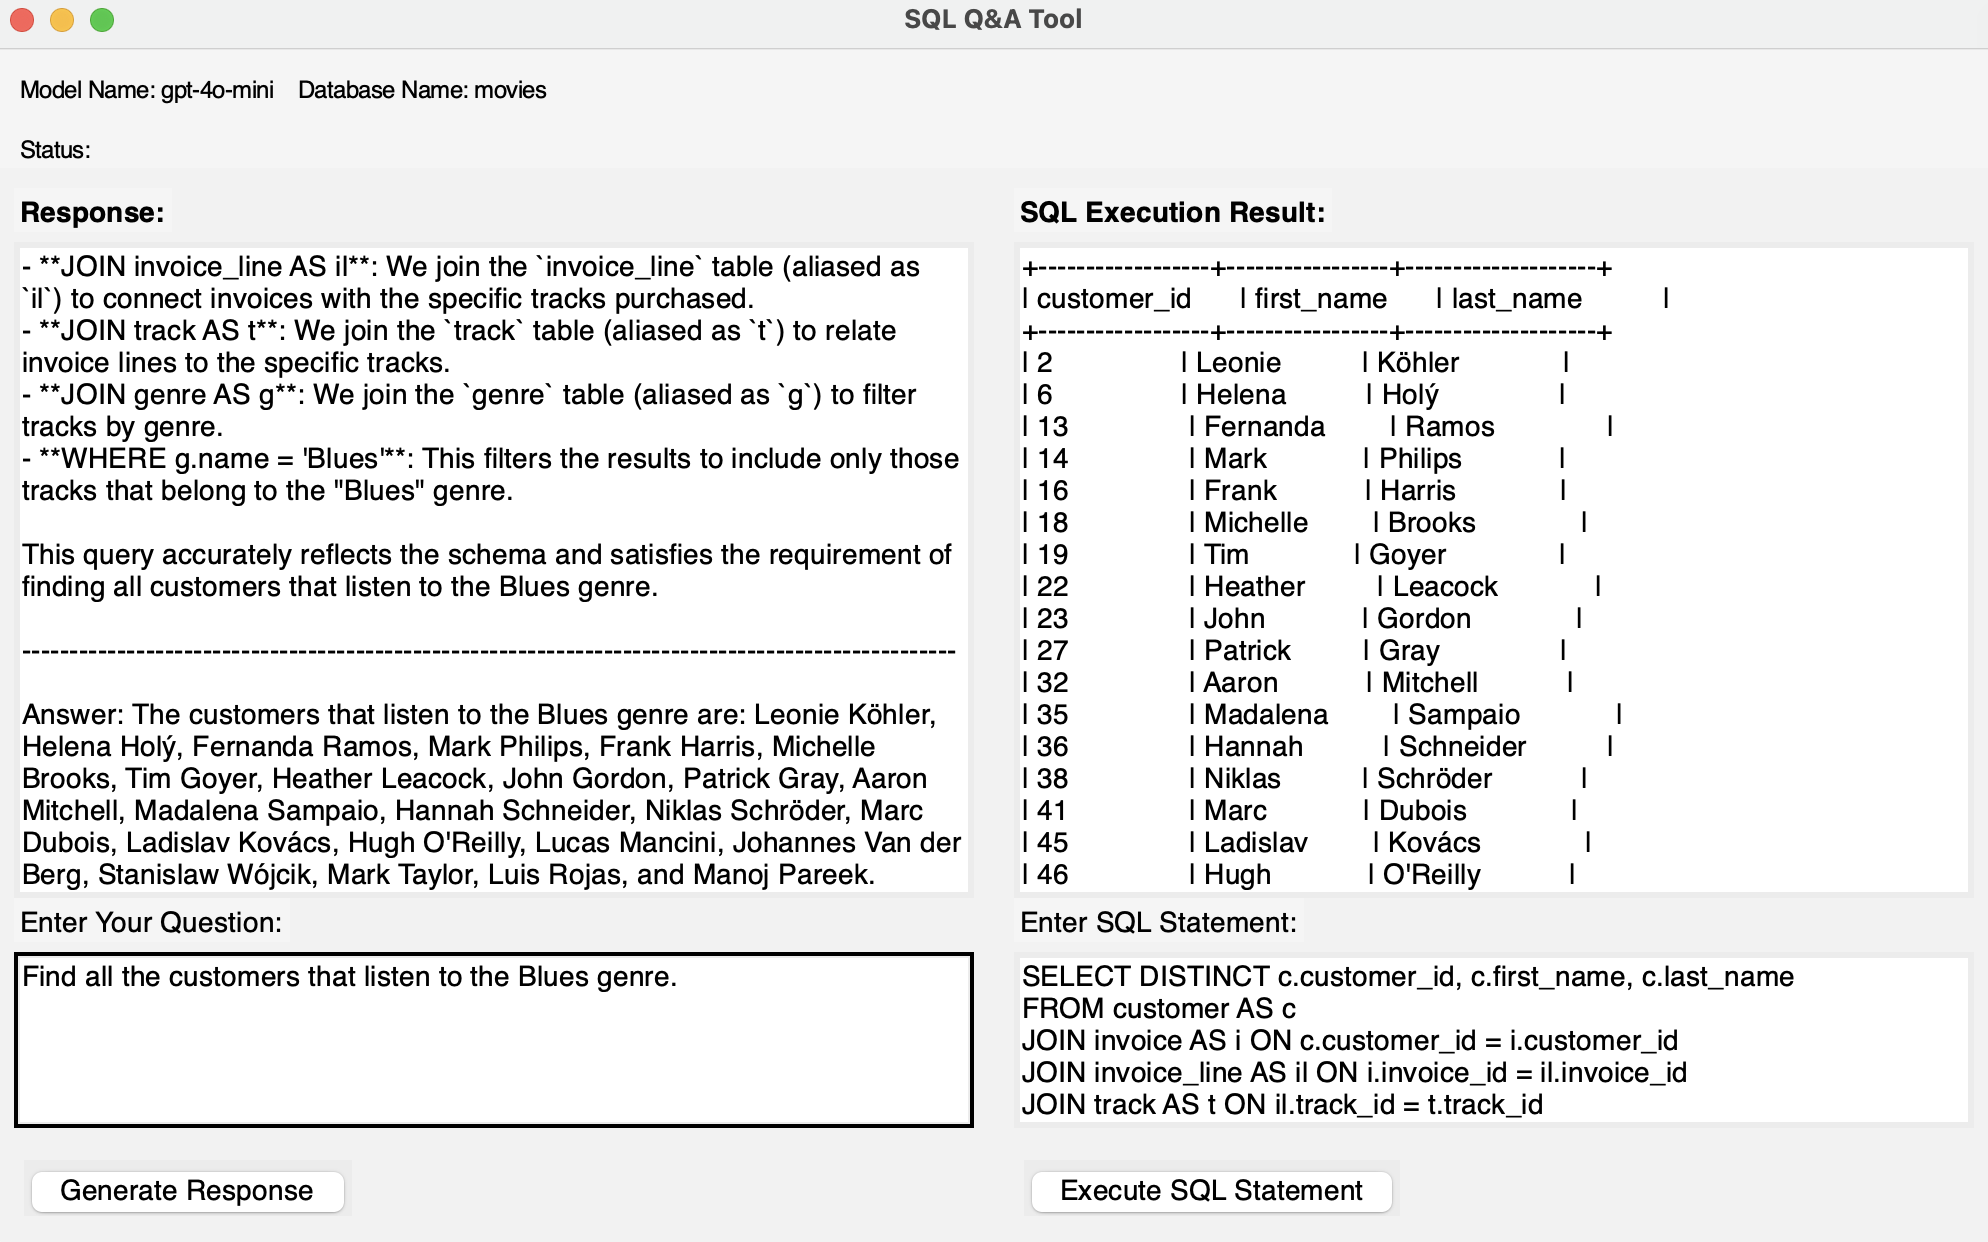 SQL Q&A Tool
Model Name: gpt-4o-mini    Database Name: movies
Status:
Response:
- **JOIN invoice_line AS il**: We join the `invoice_line` table (aliased as
`il`) to connect invoices with the specific tracks purchased.
- **JOIN track AS t**: We join the `track` table (aliased as `t`) to relate
invoice lines to the specific tracks.
- **JOIN genre AS g**: We join the `genre` table (aliased as `g`) to filter
tracks by genre.
- **WHERE g.name = 'Blues'**: This filters the results to include only those
tracks that belong to the "Blues" genre.
This query accurately reflects the schema and satisfies the requirement of
finding all customers that listen to the Blues genre.
----------------------------------------------------------------------------------------------------
Answer: The customers that listen to the Blues genre are: Leonie Köhler,
Helena Holý, Fernanda Ramos, Mark Philips, Frank Harris, Michelle
Brooks, Tim Goyer, Heather Leacock, John Gordon, Patrick Gray, Aaron
Mitchell, Madalena Sampaio, Hannah Schneider, Niklas Schröder, Marc
Dubois, Ladislav Kovács, Hugh O'Reilly, Lucas Mancini, Johannes Van der
Berg, Stanislaw Wójcik, Mark Taylor, Luis Rojas, and Manoj Pareek.
Enter Your Question:
Find all the customers that listen to the Blues genre.
Generate Response
SQL Execution Result:
+------------------+-----------------+--------------------+
| customer_id | first_name | last_name |
+------------------+-----------------+--------------------+
| 2 | Leonie | Köhler |
| 6 | Helena | Holý |
| 13 | Fernanda | Ramos |
| 14 | Mark | Philips |
| 16 | Frank | Harris |
| 18 | Michelle | Brooks |
| 19 | Tim | Goyer |
| 22 | Heather | Leacock |
| 23 | John | Gordon |
| 27 | Patrick | Gray |
| 32 | Aaron | Mitchell |
| 35 | Madalena | Sampaio |
| 36 | Hannah | Schneider |
| 38 | Niklas | Schröder |
| 41 | Marc | Dubois |
| 45 | Ladislav | Kovács |
| 46 | Hugh | O'Reilly |
Enter SQL Statement:
SELECT DISTINCT c.customer_id, c.first_name, c.last_name
FROM customer AS c
JOIN invoice AS i ON c.customer_id = i.customer_id
JOIN invoice_line AS il ON i.invoice_id = il.invoice_id
JOIN track AS t ON il.track_id = t.track_id
Execute SQL Statement